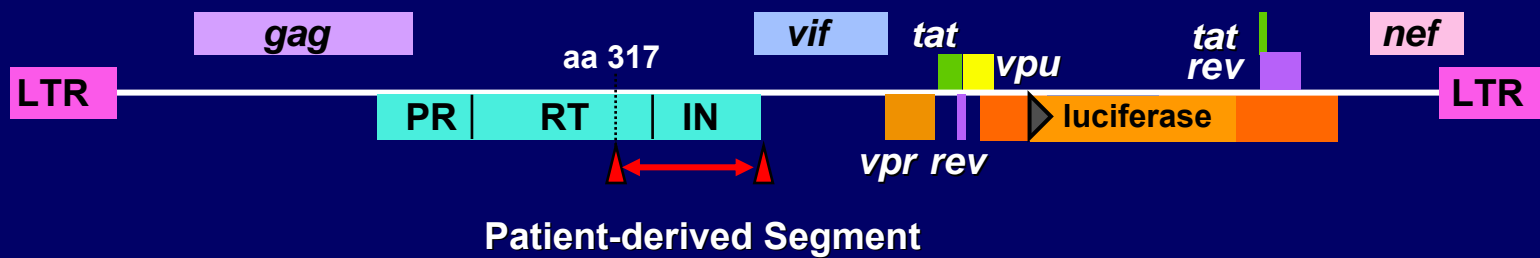 gag
vif
tat
tat
nef
aa 317
vpu
rev
LTR
LTR
PR
RT
IN
luciferase
vpr
rev
Patient-derived Segment